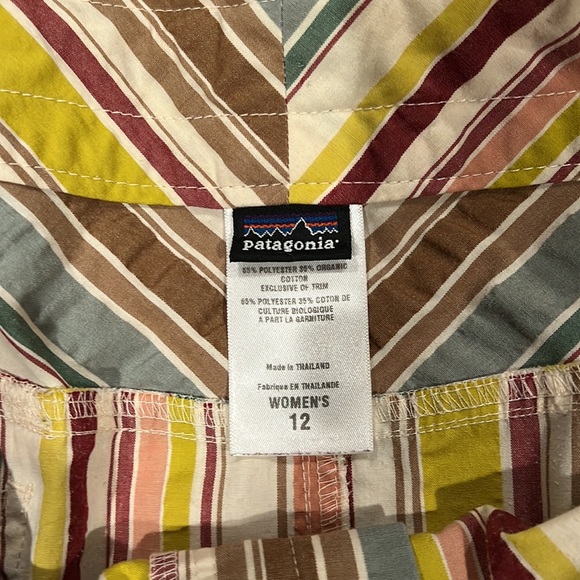 patagonia®
65% POLYESTER 35% ORGANIC
COTTON
EXCLUSIVE OF TRIM
65% POLYESTER 35% COTON DE
CULTURE BIOLOGIQUE
A PART LA GARNITURE
Made in THAILAND
Fabriqué EN THAILANDE
WOMEN'S
12